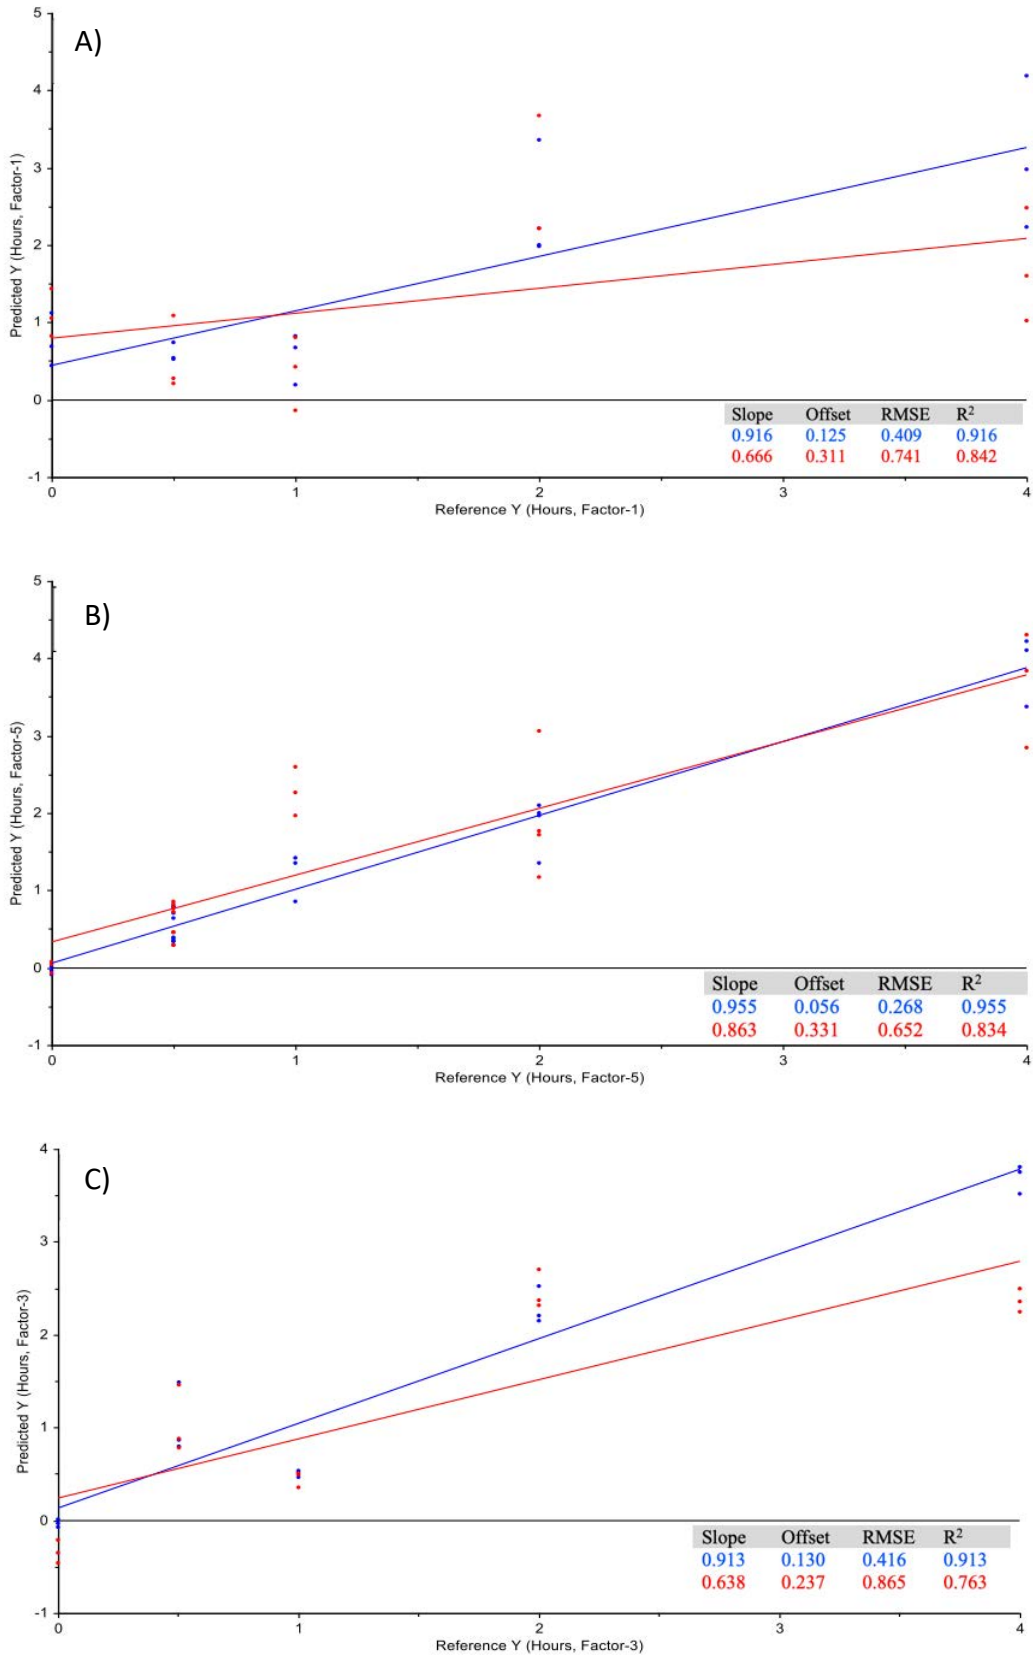 A)
5
4
3
2
1
0
-1
Predicted Y (Hours, Factor-1)
Slope Offset RMSE R²
0.916 0.125 0.409 0.916
0.666 0.311 0.741 0.842
0 1 2 3 4
Reference Y (Hours, Factor-1)
B)
5
4
3
2
1
0
-1
Predicted Y (Hours, Factor-5)
Slope Offset RMSE R²
0.955 0.056 0.268 0.955
0.863 0.331 0.652 0.834
0 1 2 3 4
Reference Y (Hours, Factor-5)
C)
4
3
2
1
0
-1
Predicted Y (Hours, Factor-3)
Slope Offset RMSE R²
0.913 0.130 0.416 0.913
0.638 0.237 0.865 0.763
0 1 2 3 4
Reference Y (Hours, Factor-3)